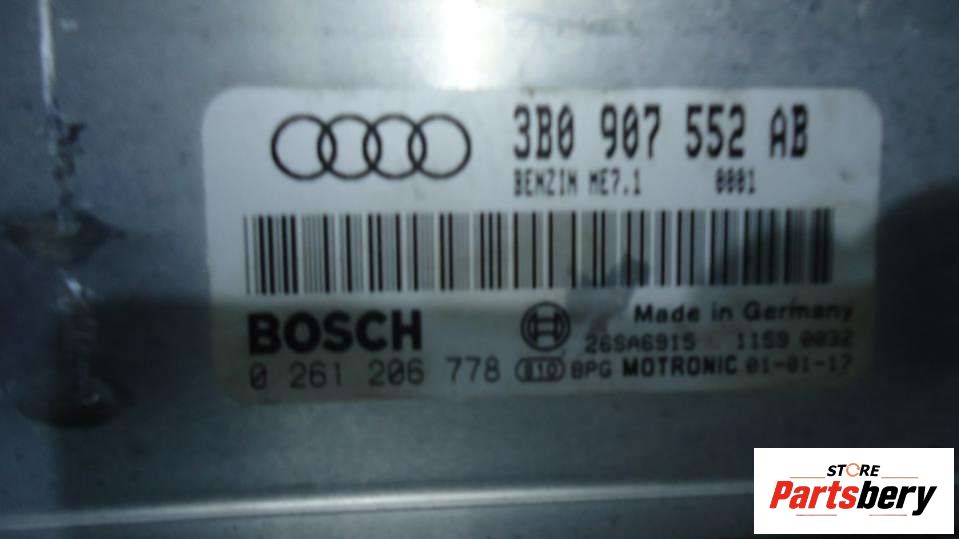 3B0 907 552 AB
BENZIN ME7.1 0001
Made in Germany
BOSCH
26SA6915 1159 0032
0 261 206 778 810 BPG MOTRONIC 01-01-17
STORE
Partsbery